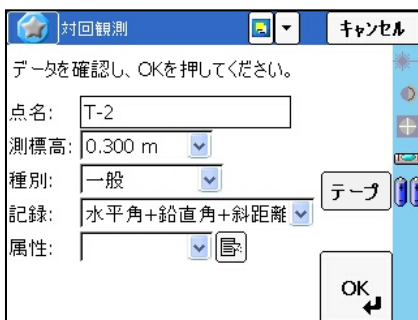 対回観測 キャンセル
データを確認し、OKを押してください。
点名: T-2
測標高: 0.300 m
種別: 一般
テープ
記録: 水平角+鉛直角+斜距離
属性:
OK